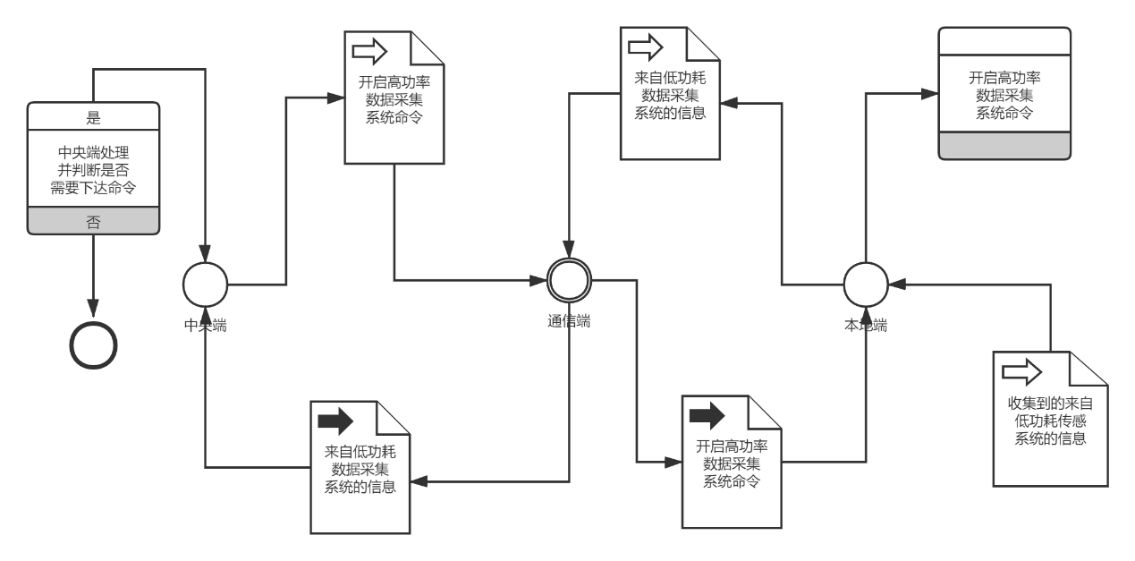 是
中央端处理
并判断是否
需要下达命令
否
中央端
开启高功率
数据采集
系统命令
来自低功耗
数据采集
系统的信息
通信端
来自低功耗
数据采集
系统的信息
开启高功率
数据采集
系统命令
本地端
开启高功率
数据采集
系统命令
收集到的来自
低功耗传感
系统的信息